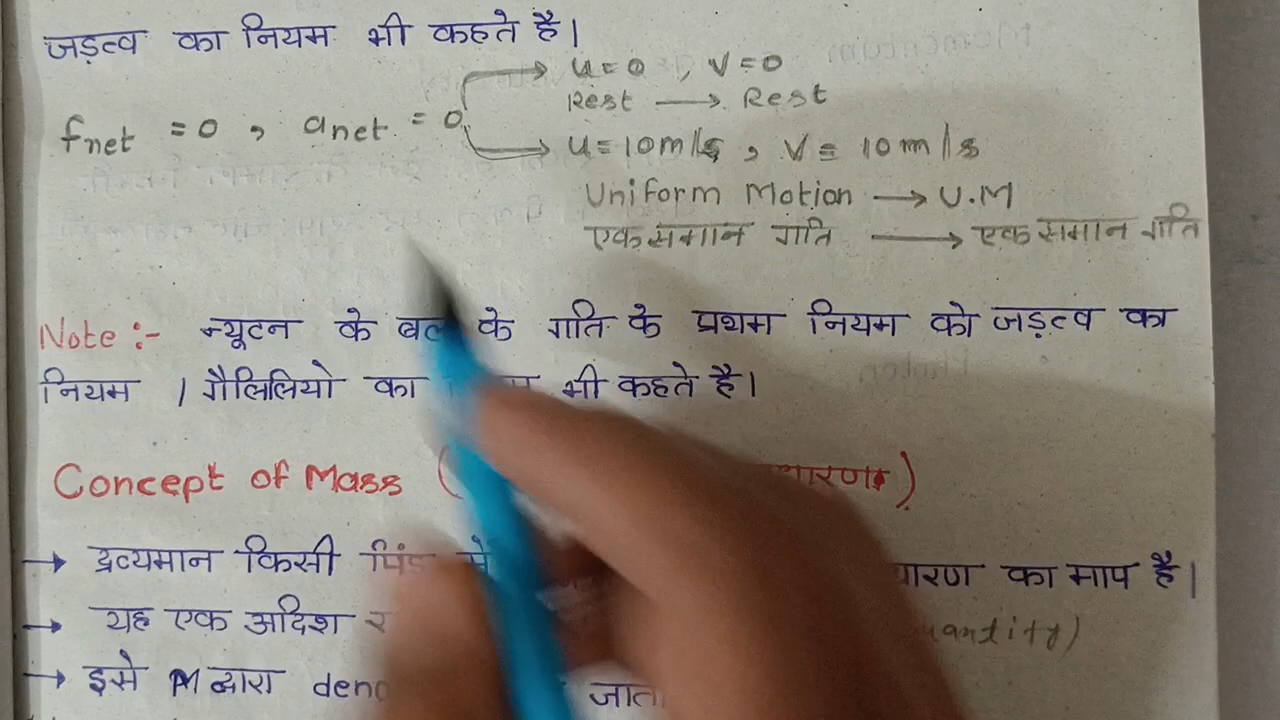 जड़त्व का नियम भी कहते है।
u=0 , v=0
Rest → Rest
fnet =0 , anet =0
u=10m/s , v=10m/s
Uniform Motion → U.M
एकसमान गति → एकसमान गति
Note :- न्यूटन के बल के गति के प्रथम नियम को जड़त्व का
नियम / गैलिलियो का भी कहते है।
Concept of Mass (
→ द्रव्यमान किसी पिंड में का माप है।
→ यह एक अदिश
→ इसे M द्वारा जाता